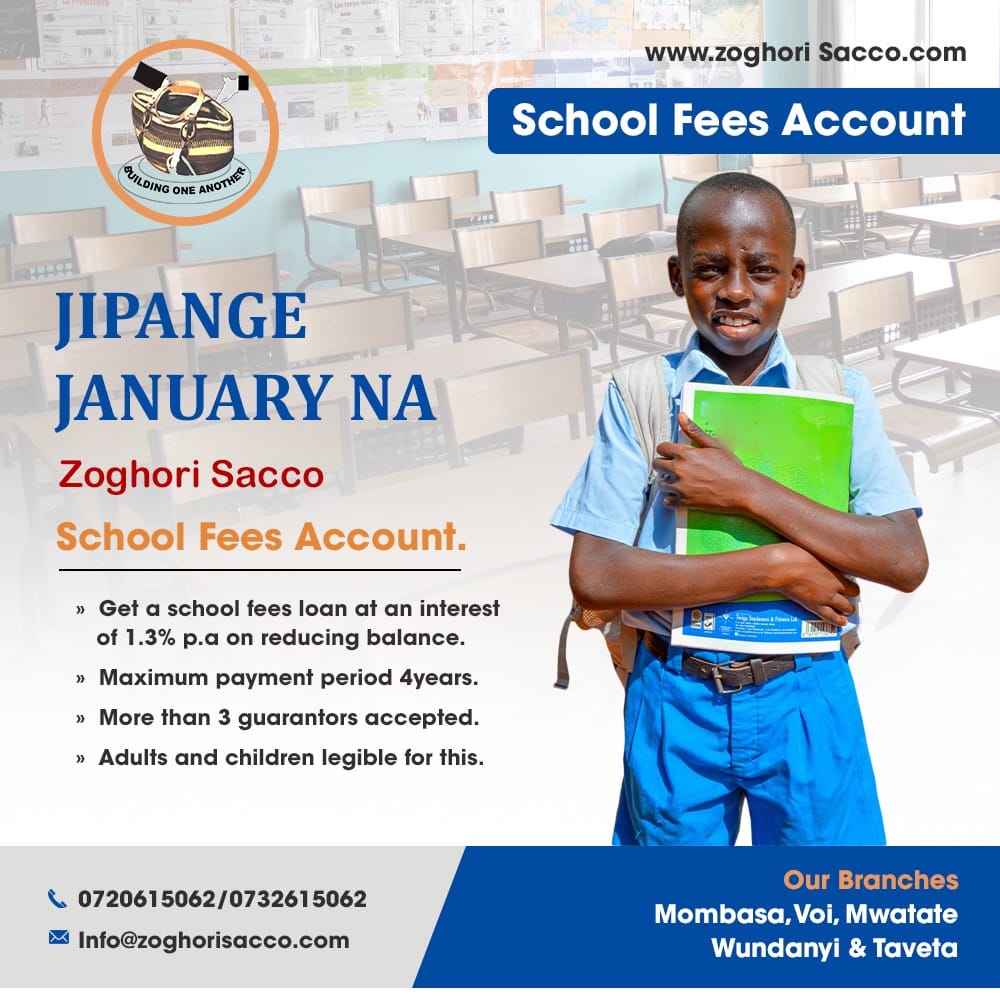 www.zoghori Sacco.com
School Fees Account
BUILDING ONE ANOTHER
JIPANGE
JANUARY NA
Zoghori Sacco
School Fees Account.
» Get a school fees loan at an interest
of 1.3% p.a on reducing balance.
» Maximum payment period 4years.
» More than 3 guarantors accepted.
» Adults and children legible for this.
0720615062/0732615062
Info@zoghorisacco.com
Our Branches
Mombasa, Voi, Mwatate
Wundanyi & Taveta